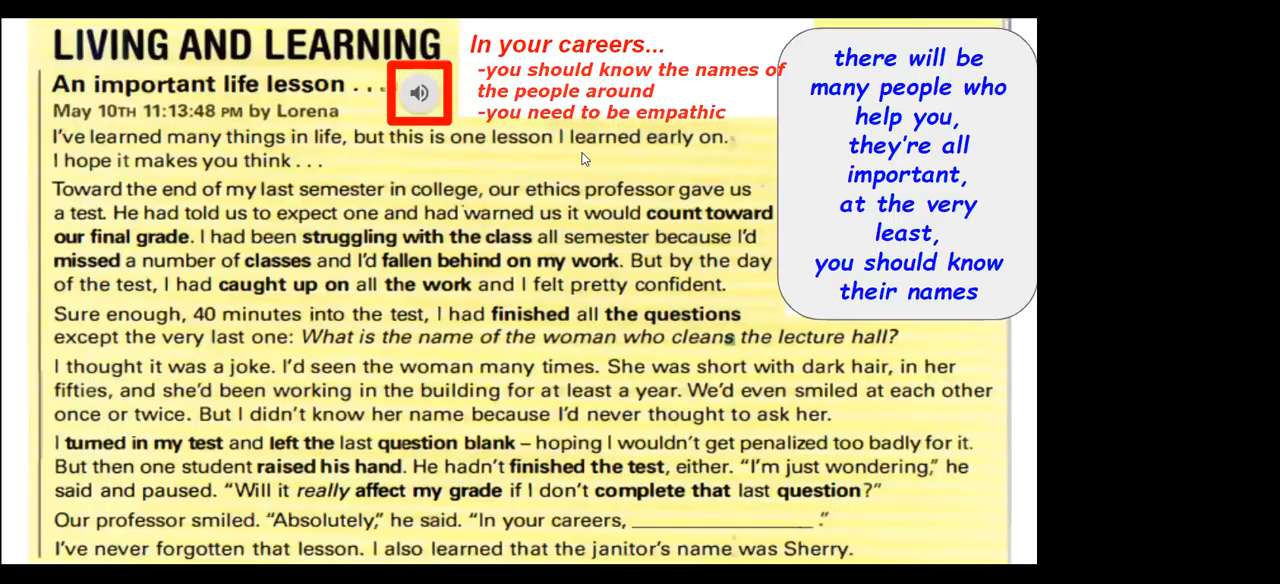 LIVING AND LEARNING
An important life lesson . . .
May 10TH 11:13:48 PM by Lorena
I've learned many things in life, but this is one lesson I learned early on.
I hope it makes you think . . .
Toward the end of my last semester in college, our ethics professor gave us
a test. He had told us to expect one and had warned us it would count toward
our final grade. I had been struggling with the class all semester because I'd
missed a number of classes and I'd fallen behind on my work. But by the day
of the test, I had caught up on all the work and I felt pretty confident.
Sure enough, 40 minutes into the test, I had finished all the questions
except the very last one: What is the name of the woman who cleans the lecture hall?
I thought it was a joke. I'd seen the woman many times. She was short with dark hair, in her
fifties, and she'd been working in the building for at least a year. We'd even smiled at each other
once or twice. But I didn't know her name because I'd never thought to ask her.
I turned in my test and left the last question blank – hoping I wouldn't get penalized too badly for it.
But then one student raised his hand. He hadn't finished the test, either. "I'm just wondering," he
said and paused. "Will it really affect my grade if I don't complete that last question?"
Our professor smiled. "Absolutely," he said. "In your careers, ____________________ ."
I've never forgotten that lesson. I also learned that the janitor's name was Sherry.
In your careers...
-you should know the names of
the people around
-you need to be empathic
there will be
many people who
help you,
they're all
important,
at the very
least,
you should know
their names